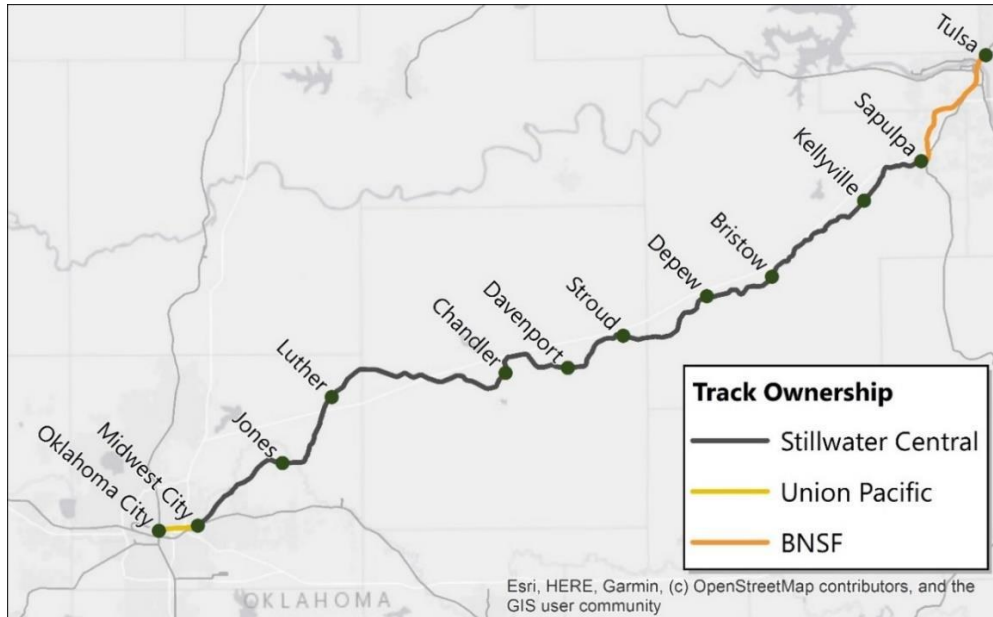 Tulsa
Sapulpa
Kellyville
Bristow
Depew
Stroud
Davenport
Chandler
Luther
Jones
Midwest City
Oklahoma City
Track Ownership
Stillwater Central
Union Pacific
BNSF
OKLAHOMA
Esri, HERE, Garmin, (c) OpenStreetMap contributors, and the
GIS user community